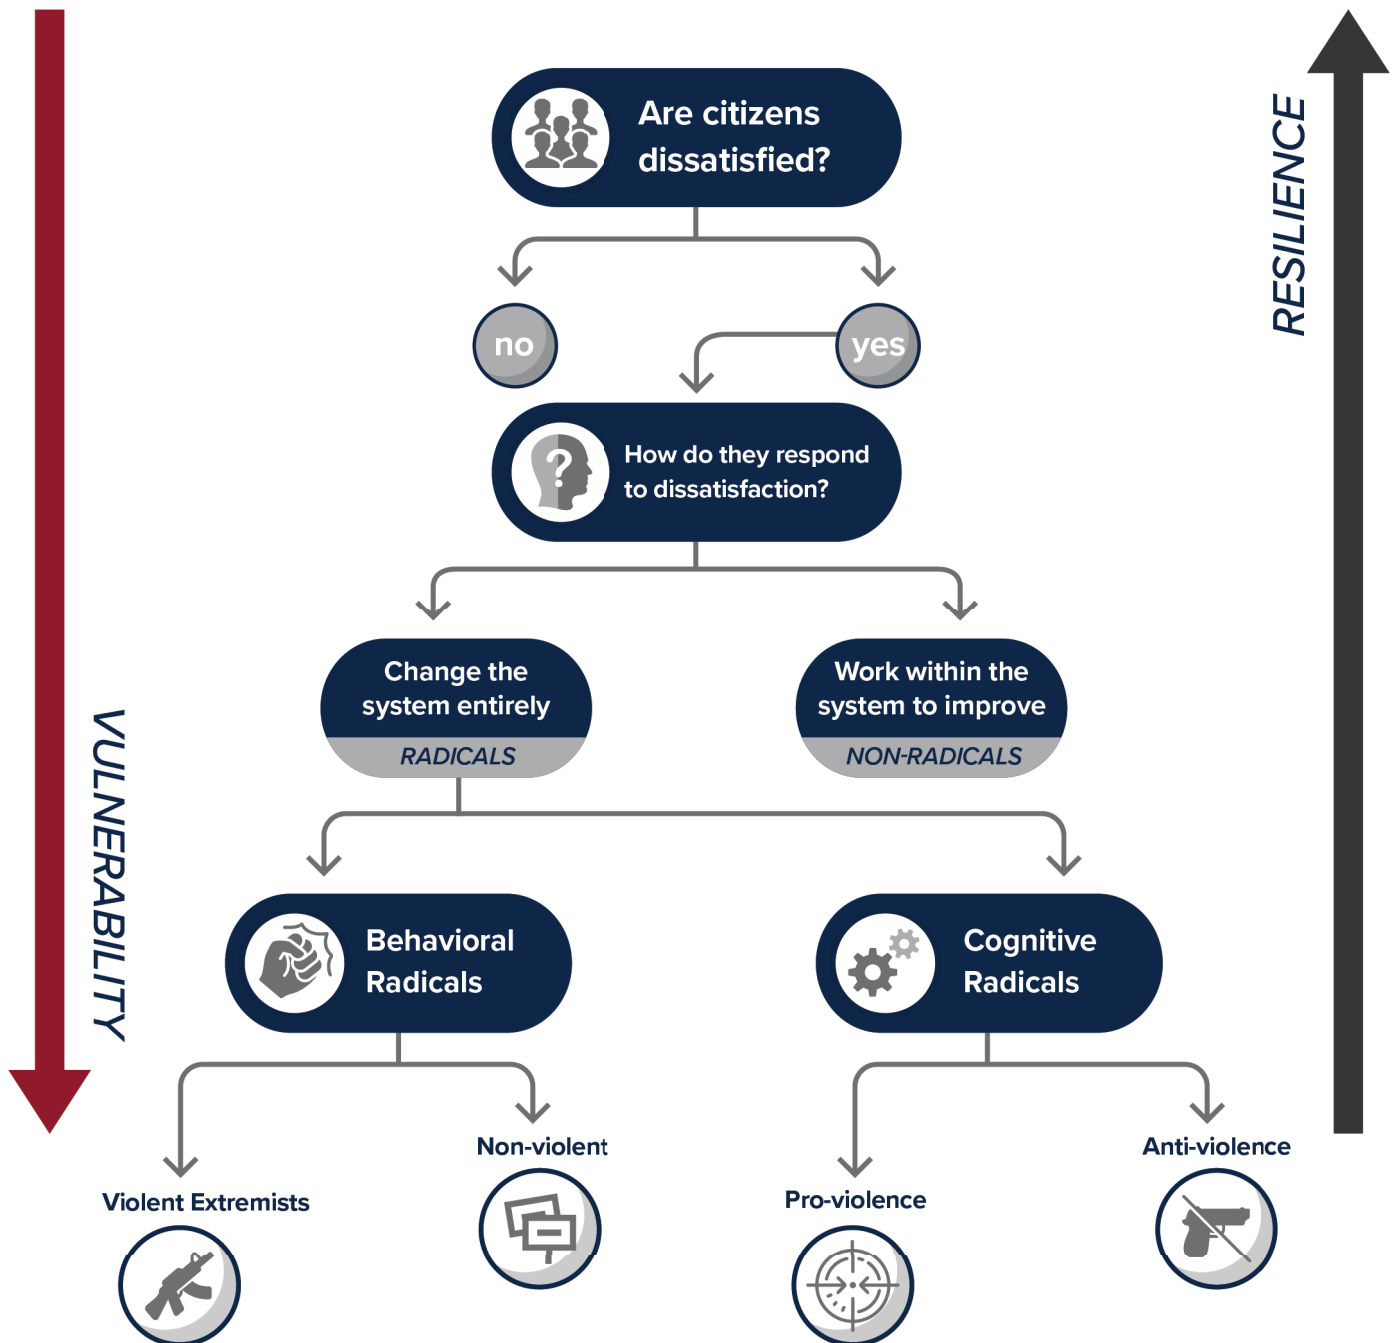 Are citizens
dissatisfied?
RESILIENCE
no
yes
?
How do they respond
to dissatisfaction?
Change the
system entirely
RADICALS
Work within the
system to improve
NON-RADICALS
VULNERABILITY
Behavioral
Radicals
Cognitive
Radicals
Non-violent
Anti-violence
Violent Extremists
Pro-violence